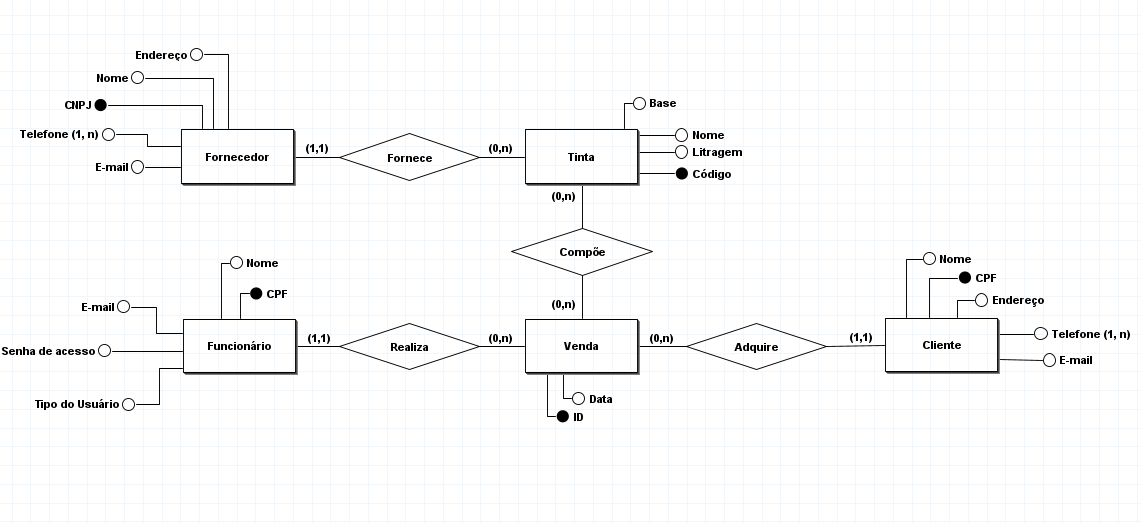 Endereço
Nome
CNPJ
Telefone (1, n)
E-mail
Fornecedor
(1,1)
Fornece
(0,n)
Tinta
Base
Nome
Litragem
Código
(0,n)
Compõe
(0,n)
Nome
CPF
E-mail
Senha de acesso
Tipo do Usuário
Funcionário
(1,1)
Realiza
(0,n)
Venda
Data
ID
(0,n)
Adquire
(1,1)
Cliente
Nome
CPF
Endereço
Telefone (1, n)
E-mail